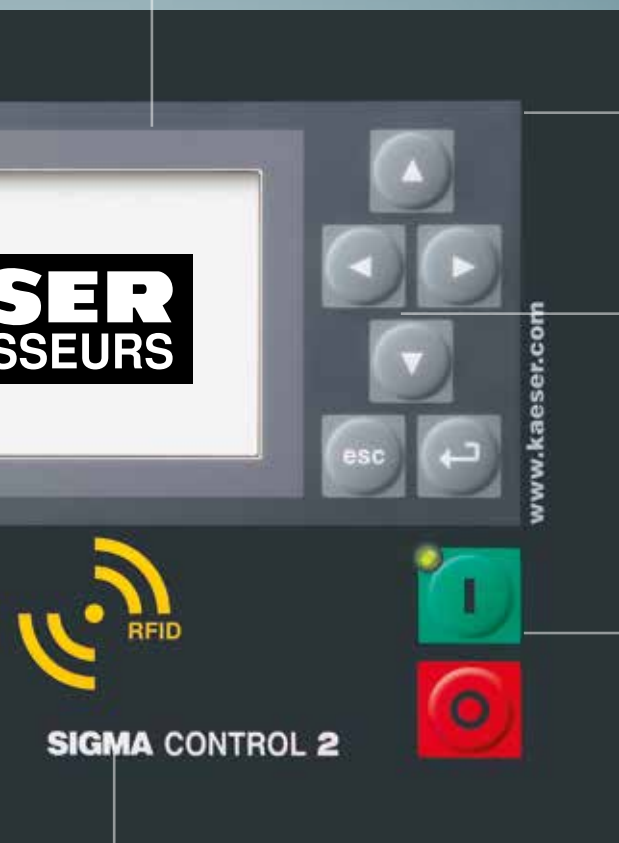 SER
SSEURS
esc
www.kaeser.com
RFID
SIGMA CONTROL 2